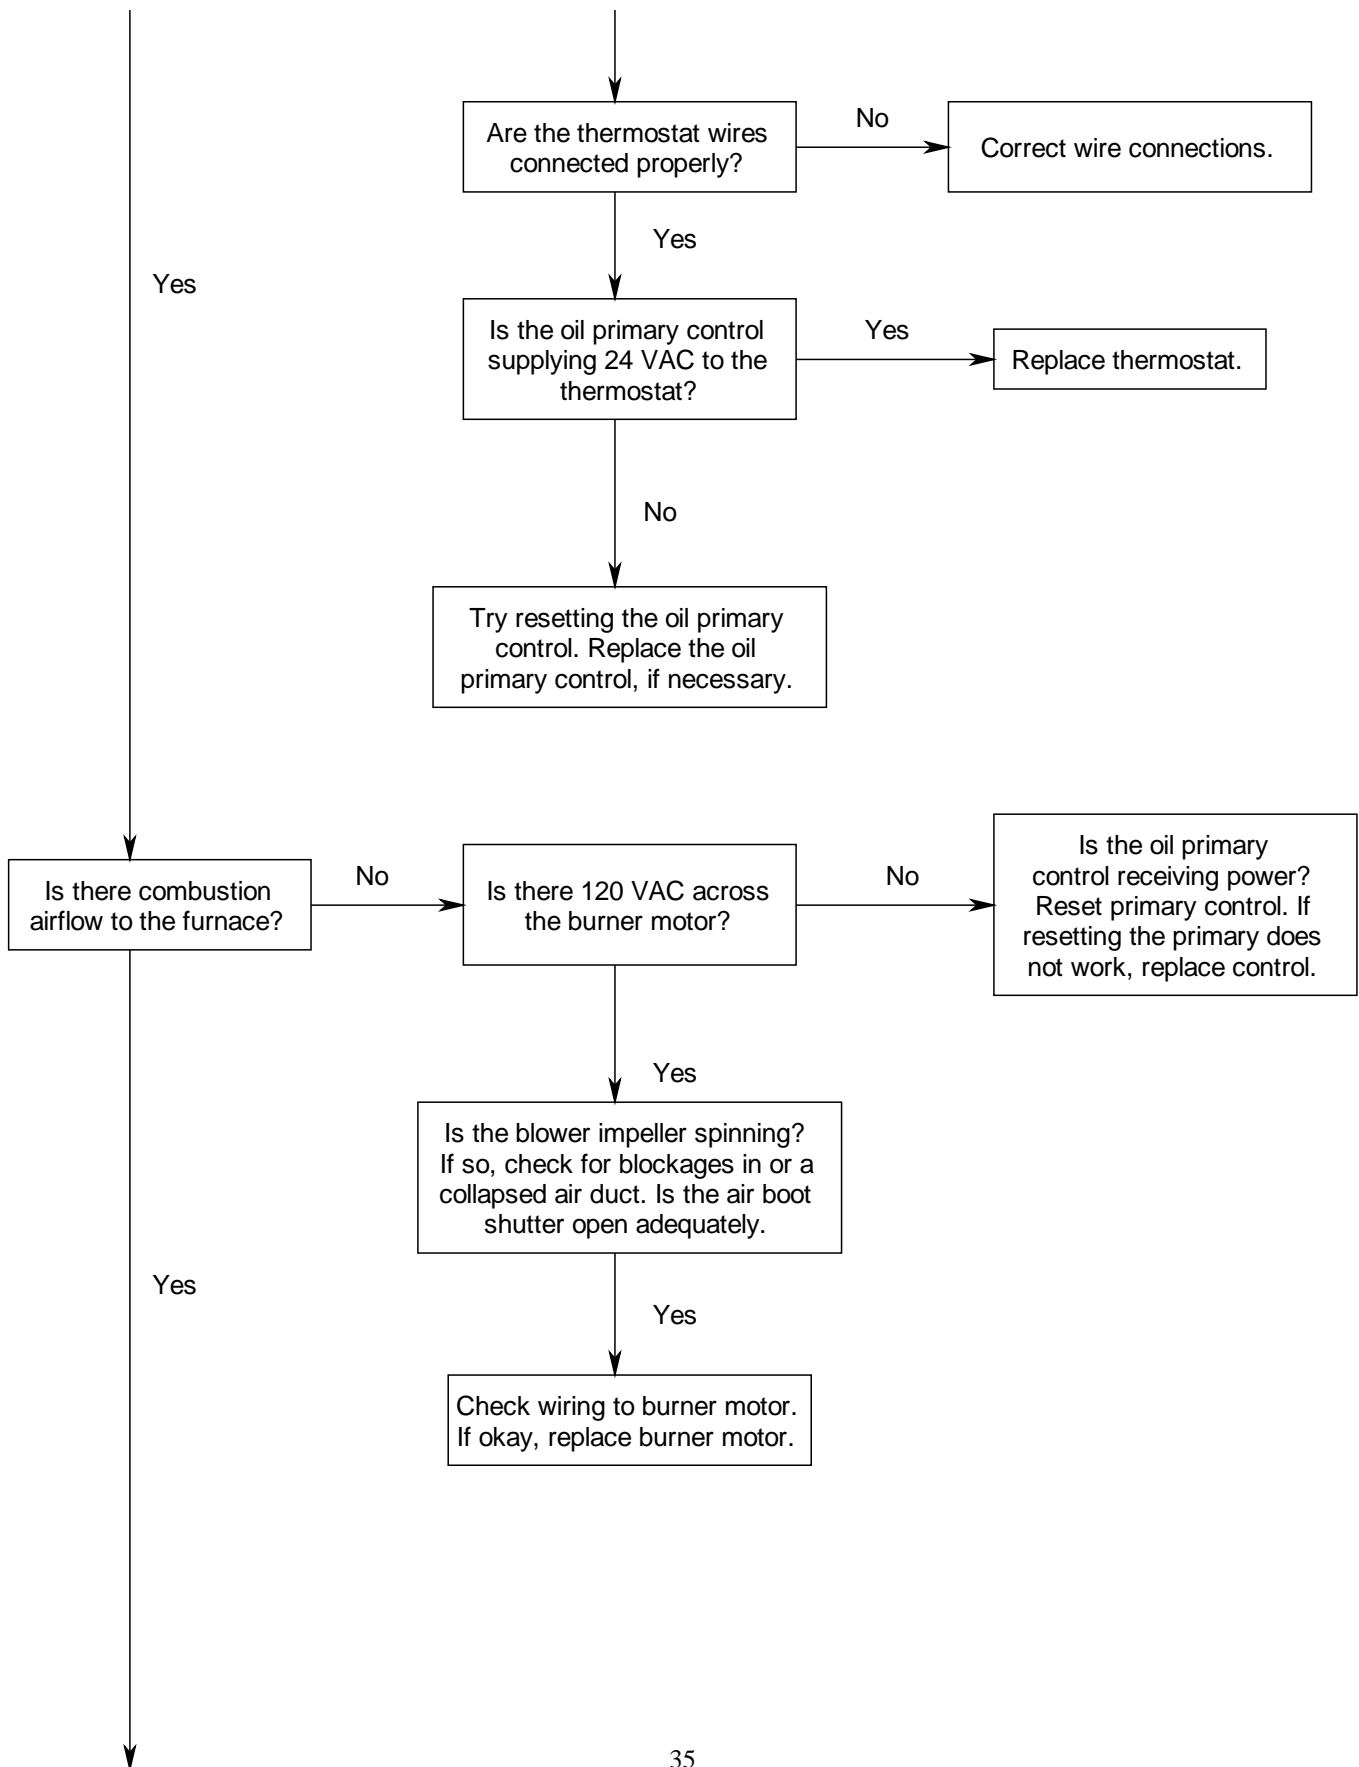 Are the thermostat wires
connected properly?
No
Correct wire connections.
Yes
Yes
Is the oil primary control
supplying 24 VAC to the
thermostat?
Yes
Replace thermostat.
No
Try resetting the oil primary
control. Replace the oil
primary control, if necessary.
Is there combustion
airflow to the furnace?
No
Is there 120 VAC across
the burner motor?
No
Is the oil primary
control receiving power?
Reset primary control. If
resetting the primary does
not work, replace control.
Yes
Is the blower impeller spinning?
If so, check for blockages in or a
collapsed air duct. Is the air boot
shutter open adequately.
Yes
Yes
Check wiring to burner motor.
If okay, replace burner motor.
35